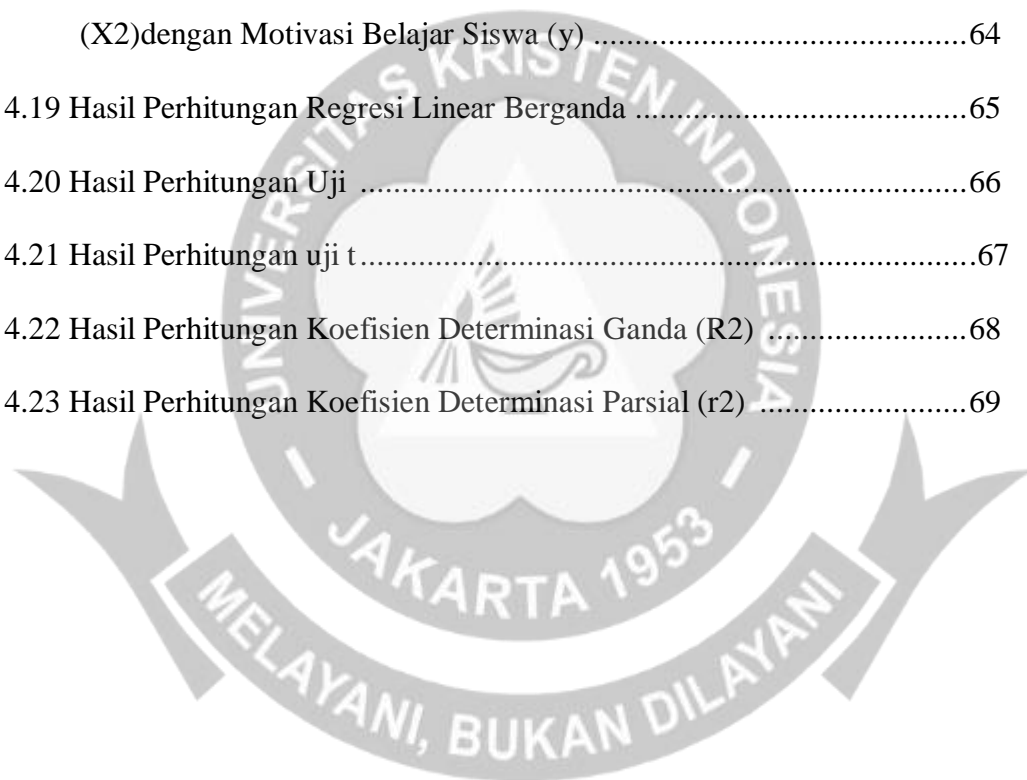 (X2)dengan Motivasi Belajar Siswa (y) .............................................64
4.19 Hasil Perhitungan Regresi Linear Berganda ........................................65
4.20 Hasil Perhitungan Uji .........................................................................66
4.21 Hasil Perhitungan uji t..........................................................................67
4.22 Hasil Perhitungan Koefisien Determinasi Ganda (R2) ........................68
4.23 Hasil Perhitungan Koefisien Determinasi Parsial (r2) .........................69
UNIVERSITAS KRISTEN INDONESIA
JAKARTA 1953
MELAYANI, BUKAN DILAYANI